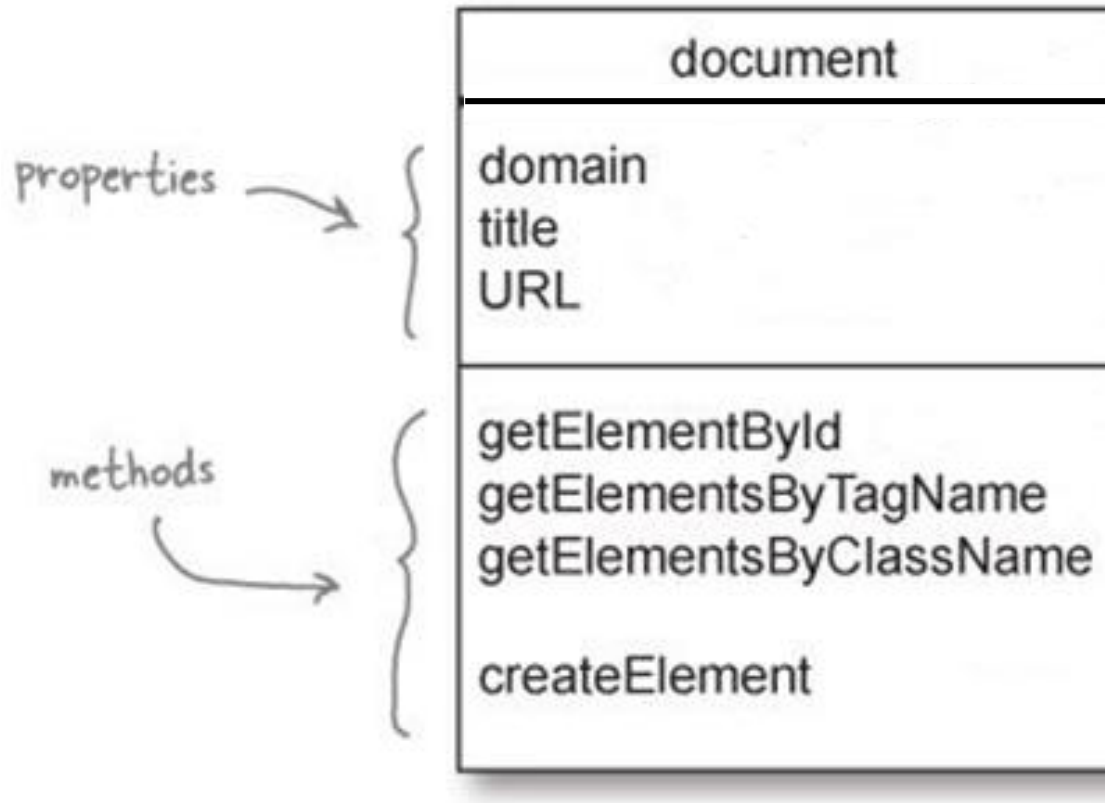 document
properties
domain
title
URL
methods
getElementById
getElementsByTagName
getElementsByClassName
createElement